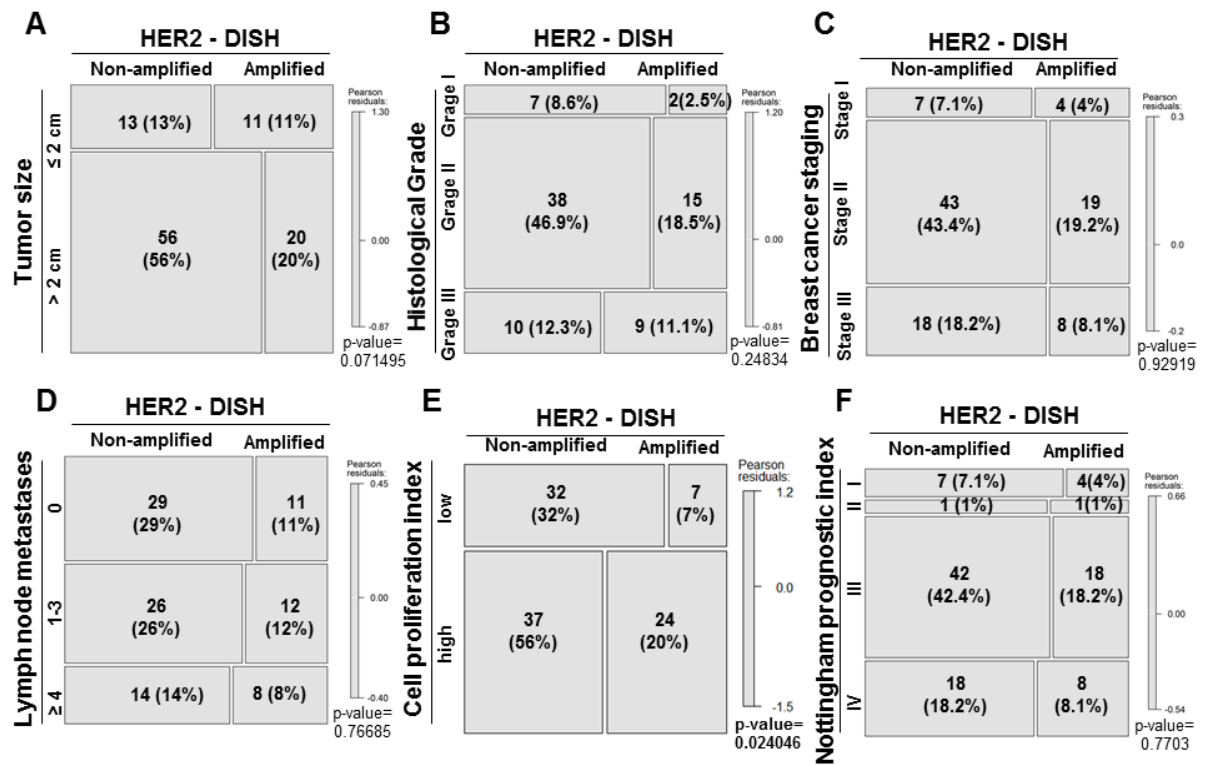 A
HER2 - DISH
Non-amplified Amplified
Tumor size
≤ 2 cm
> 2 cm
13 (13%) 11 (11%)
56
(56%)
20
(20%)
Pearson
residuals:
1.30
0.00
-0.87
p-value=
0.071495
B
HER2 - DISH
Non-amplified Amplified
Histological Grade
Grage I
Grage II
Grage III
7 (8.6%) 2(2.5%)
38
(46.9%)
15
(18.5%)
10 (12.3%) 9 (11.1%)
Pearson
residuals:
1.20
0.00
-0.81
p-value=
0.24834
C
HER2 - DISH
Non-amplified Amplified
Breast cancer staging
Stage I
Stage II
Stage III
7 (7.1%) 4 (4%)
43
(43.4%)
19
(19.2%)
18 (18.2%) 8 (8.1%)
Pearson
residuals:
0.3
0.0
-0.2
p-value=
0.92919
D
HER2 - DISH
Non-amplified Amplified
Lymph node metastases
0
1-3
≥ 4
29
(29%)
11
(11%)
26
(26%)
12
(12%)
14 (14%) 8 (8%)
Pearson
residuals:
0.45
0.00
-0.40
p-value=
0.76685
E
HER2 - DISH
Non-amplified Amplified
Cell proliferation index
low
high
32
(32%)
7
(7%)
37
(56%)
24
(20%)
Pearson
residuals:
1.2
0.0
-1.5
p-value=
0.024046
F
HER2 - DISH
Non-amplified Amplified
Nottingham prognostic index
I
II
III
IV
7 (7.1%) 4(4%)
1 (1%) 1(1%)
42
(42.4%)
18
(18.2%)
18
(18.2%)
8
(8.1%)
Pearson
residuals:
0.66
0.00
-0.54
p-value=
0.7703